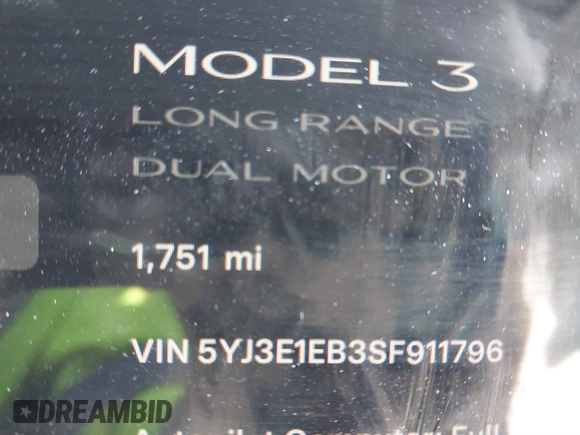 MODEL 3
LONG RANGE
DUAL MOTOR
1,751 mi
VIN 5YJ3E1EB3SF911796
DREAMBID